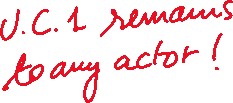 U.C.1 remains
to any actor!